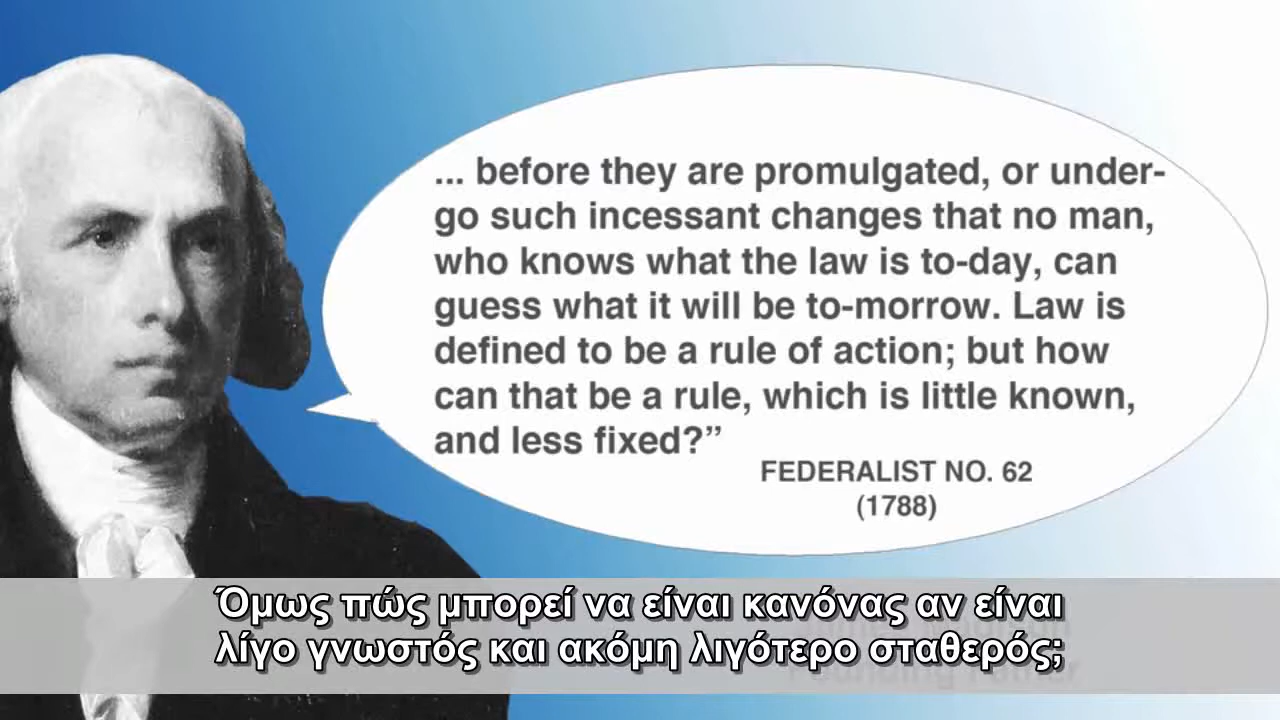 ... before they are promulgated, or under-
go such incessant changes that no man,
who knows what the law is to-day, can
guess what it will be to-morrow. Law is
defined to be a rule of action; but how
can that be a rule, which is little known,
and less fixed?”
FEDERALIST NO. 62
(1788)
Όμως πώς μπορεί να είναι κανόνας αν είναι
λίγο γνωστός και ακόμη λιγότερο σταθερός;